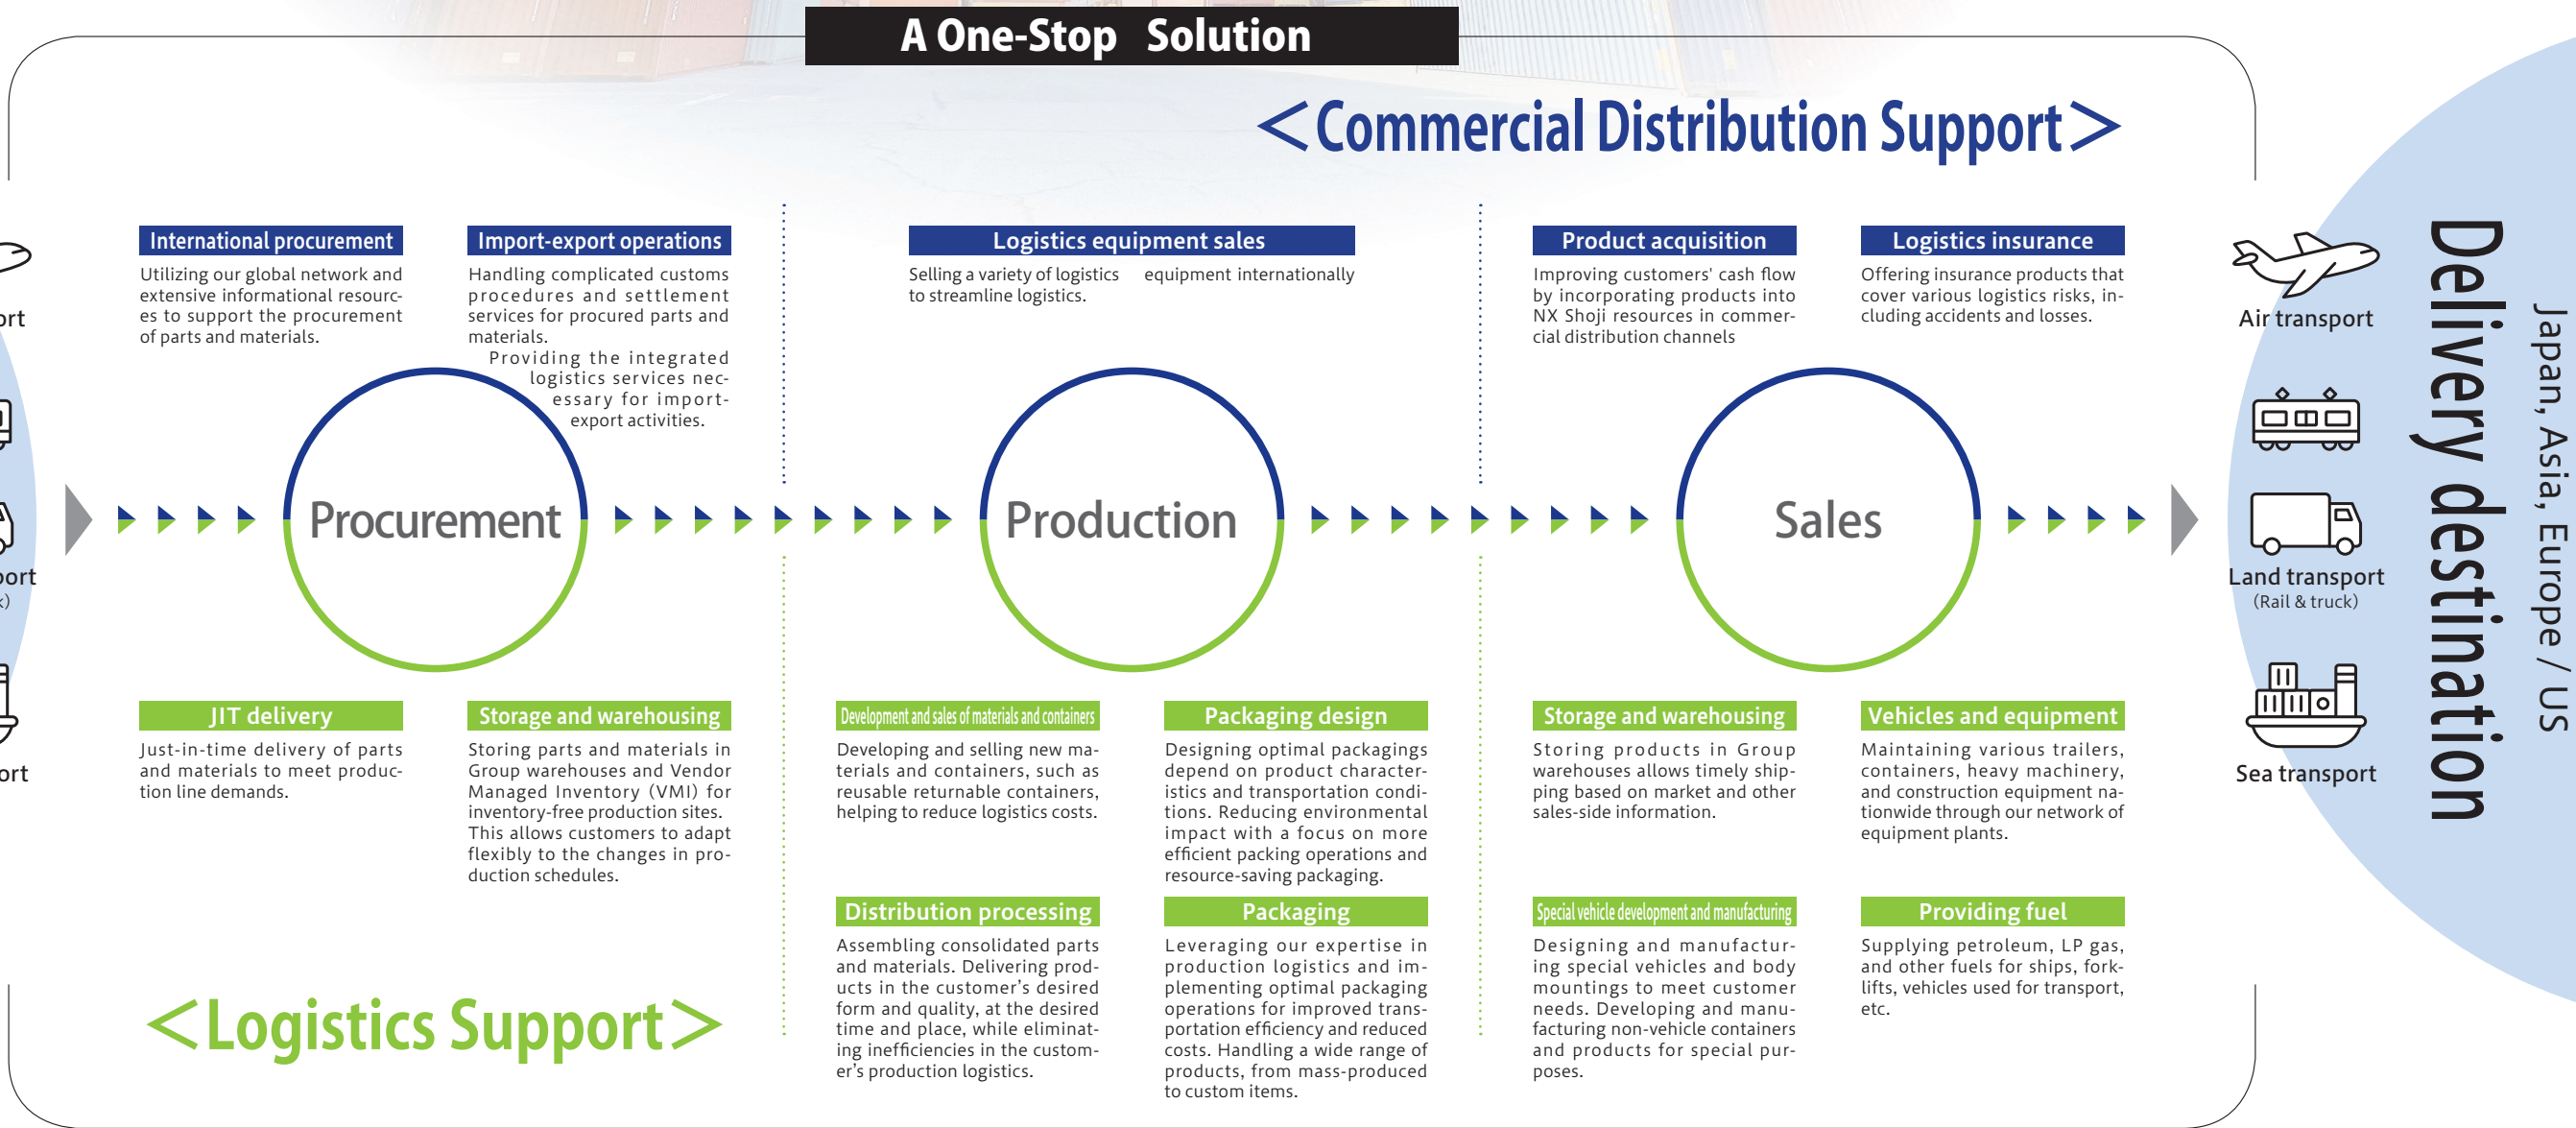 A One-Stop Solution
<Commercial Distribution Support>
International procurement
Utilizing our global network and
extensive informational resourc-
es to support the procurement
of parts and materials.
Import-export operations
Handling complicated customs
procedures and settlement
services for procured parts and
materials.
Providing the integrated
logistics services nec-
essary for import-
export activities.
Logistics equipment sales
Selling a variety of logistics equipment internationally
to streamline logistics.
Product acquisition
Improving customers' cash flow
by incorporating products into
NX Shoji resources in commer-
cial distribution channels
Logistics insurance
Offering insurance products that
cover various logistics risks, in-
cluding accidents and losses.
ort
port
k)
ort
Procurement
Production
Sales
JIT delivery
Just-in-time delivery of parts
and materials to meet produc-
tion line demands.
Storage and warehousing
Storing parts and materials in
Group warehouses and Vendor
Managed Inventory (VMI) for
inventory-free production sites.
This allows customers to adapt
flexibly to the changes in pro-
duction schedules.
Development and sales of materials and containers
Developing and selling new ma-
terials and containers, such as
reusable returnable containers,
helping to reduce logistics costs.
Packaging design
Designing optimal packagings
depend on product character-
istics and transportation condi-
tions. Reducing environmental
impact with a focus on more
efficient packing operations and
resource-saving packaging.
Distribution processing
Assembling consolidated parts
and materials. Delivering prod-
ucts in the customer's desired
form and quality, at the desired
time and place, while eliminat-
ing inefficiencies in the custom-
er's production logistics.
Packaging
Leveraging our expertise in
production logistics and im-
plementing optimal packaging
operations for improved trans-
portation efficiency and reduced
costs. Handling a wide range of
products, from mass-produced
to custom items.
Storage and warehousing
Storing products in Group
warehouses allows timely ship-
ping based on market and other
sales-side information.
Vehicles and equipment
Maintaining various trailers,
containers, heavy machinery,
and construction equipment na-
tionwide through our network of
equipment plants.
Special vehicle development and manufacturing
Designing and manufactur-
ing special vehicles and body
mountings to meet customer
needs. Developing and manu-
facturing non-vehicle containers
and products for special pur-
poses.
Providing fuel
Supplying petroleum, LP gas,
and other fuels for ships, fork-
lifts, vehicles used for transport,
etc.
<Logistics Support>
Air transport
Land transport
(Rail & truck)
Sea transport
Delivery destination
Japan, Asia, Europe / US